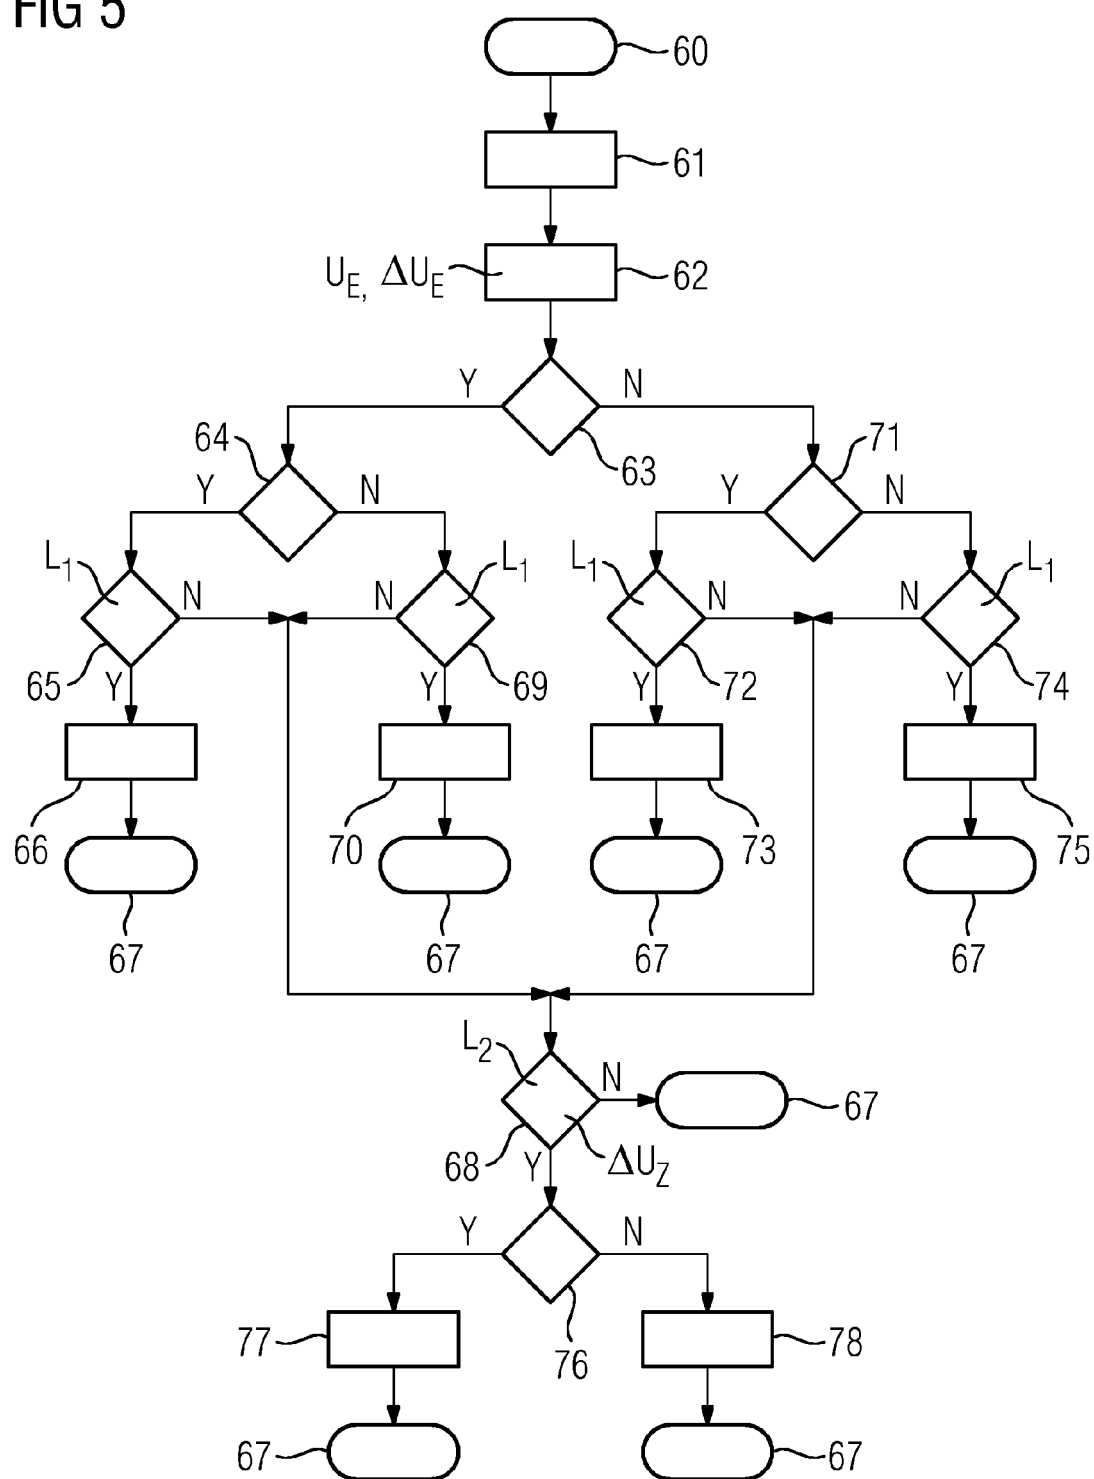 FIG 5
60
61
U_E, ΔU_E
62
Y N
63
64 71
Y N Y N
L_1 L_1 L_1 L_1
N N N N
65 Y Y 69 Y 72 Y 74
66 70 73 75
67 67 67 67
L_2
N
67
68 Y ΔU_Z
Y N
77 76 78
67 67